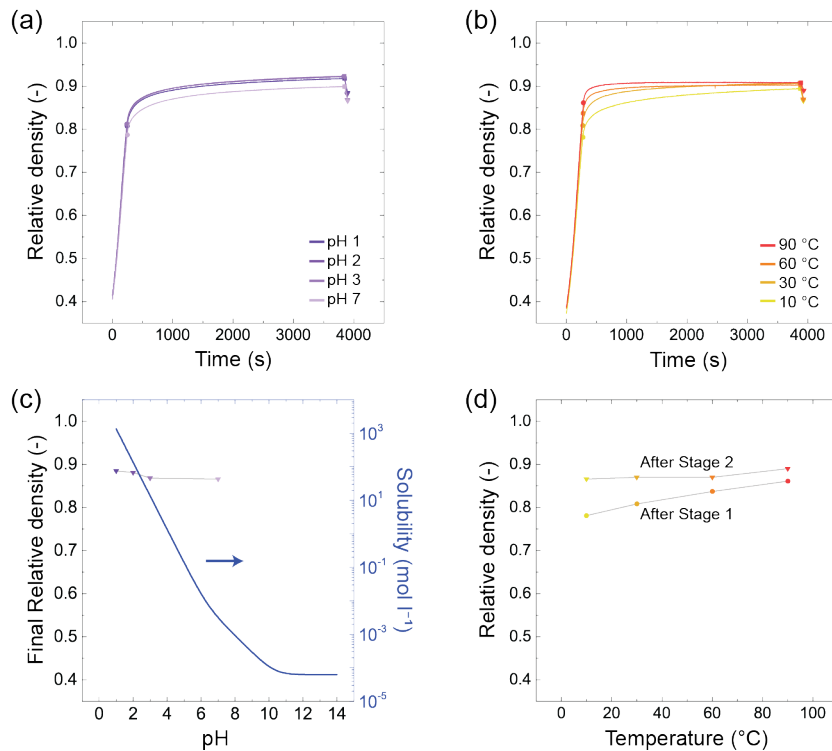 (a)
1.0
0.9
0.8
0.7
0.6
0.5
0.4
Relative density (-)
pH 1
pH 2
pH 3
pH 7
0 1000 2000 3000 4000
Time (s)
(b)
1.0
0.9
0.8
0.7
0.6
0.5
0.4
Relative density (-)
90 °C
60 °C
30 °C
10 °C
0 1000 2000 3000 4000
Time (s)
(c)
1.0
0.9
0.8
0.7
0.6
0.5
0.4
Final Relative density (-)
10³
10¹
10⁻¹
10⁻³
10⁻⁵
Solubility (mol l⁻¹)
0 2 4 6 8 10 12 14
pH
(d)
1.0
0.9
0.8
0.7
0.6
0.5
0.4
Relative density (-)
After Stage 2
After Stage 1
0 20 40 60 80 100
Temperature (°C)